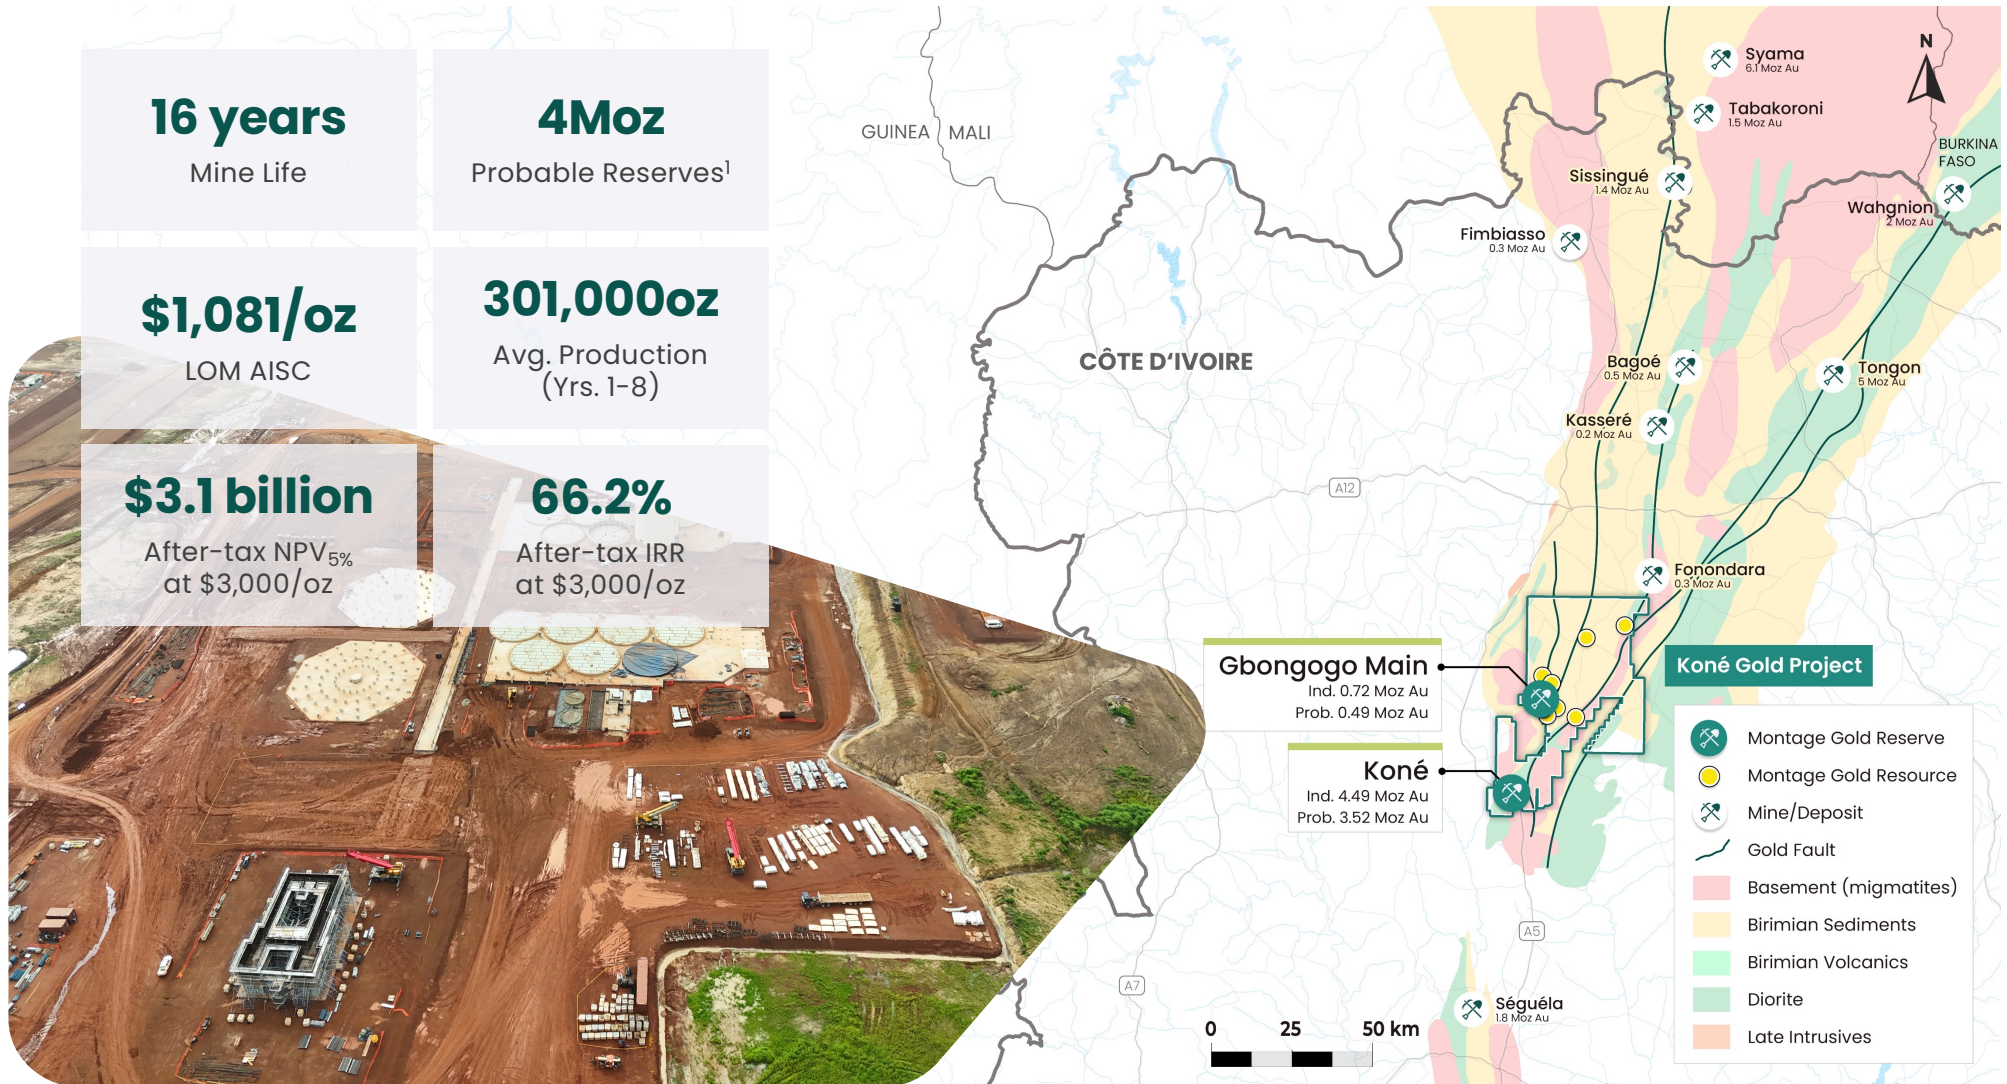 16 years
Mine Life
4Moz
Probable Reserves¹
$1,081/oz
LOM AISC
301,000oz
Avg. Production
(Yrs. 1-8)
$3.1 billion
After-tax NPV5%
at $3,000/oz
66.2%
After-tax IRR
at $3,000/oz
GUINEA
MALI
CÔTE D‘IVOIRE
BURKINA
FASO
N
Syama
6.1 Moz Au
Tabakoroni
1.5 Moz Au
Sissingué
1.4 Moz Au
Wahgnion
2 Moz Au
Fimbiasso
0.3 Moz Au
Bagoé
0.5 Moz Au
Tongon
5 Moz Au
Kasseré
0.2 Moz Au
A12
Fonondara
0.3 Moz Au
Gbongogo Main
Ind. 0.72 Moz Au
Prob. 0.49 Moz Au
Koné
Ind. 4.49 Moz Au
Prob. 3.52 Moz Au
Koné Gold Project
Montage Gold Reserve
Montage Gold Resource
Mine/Deposit
Gold Fault
Basement (migmatites)
Birimian Sediments
Birimian Volcanics
Diorite
Late Intrusives
A5
A7
Séguéla
1.8 Moz Au
0 25 50 km